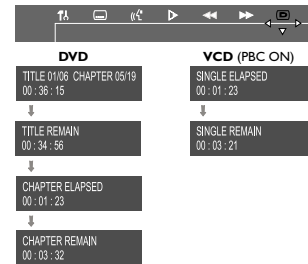 DVD
TITLE 01/06 CHAPTER 05/19
00 : 36 : 15
TITLE REMAIN
00 : 34 : 56
CHAPTER ELAPSED
00 : 01 : 23
CHAPTER REMAIN
00 : 03 : 32
VCD (PBC ON)
SINGLE ELAPSED
00 : 01 : 23
SINGLE REMAIN
00 : 03 : 21